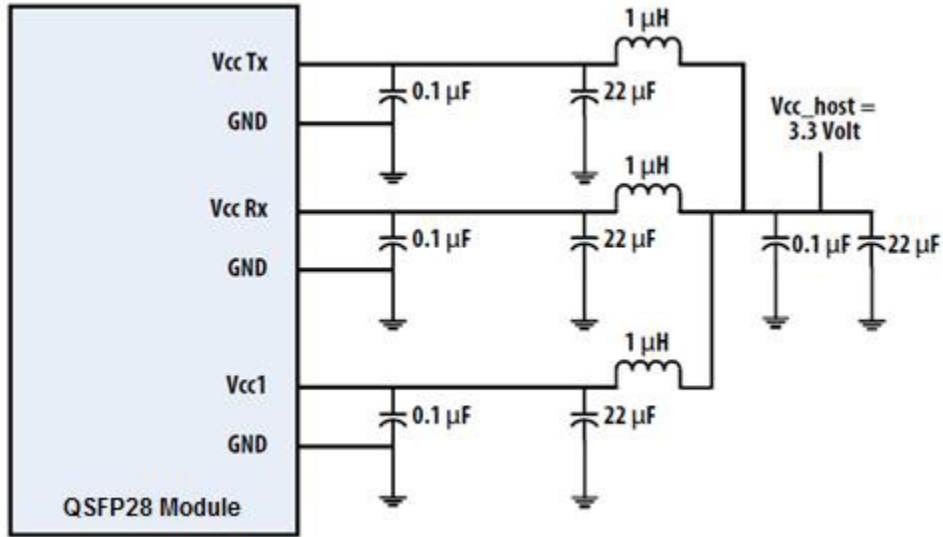 1 μH
Vcc Tx
0.1 μF
22 μF
Vcc_host =
3.3 Volt
GND
1 μH
Vcc Rx
0.1 μF
22 μF
0.1 μF
22 μF
GND
1 μH
Vcc1
0.1 μF
22 μF
GND
QSFP28 Module